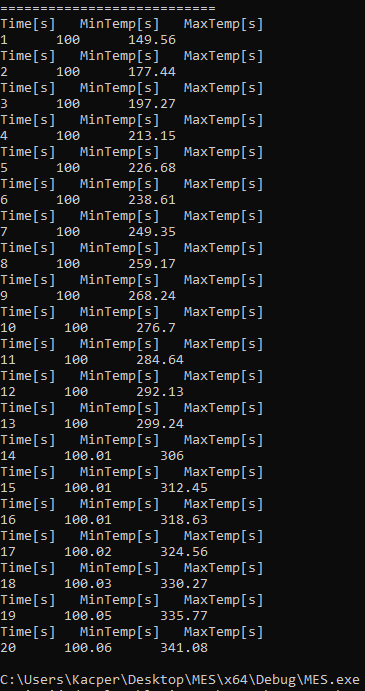 ===========================
Time[s]   MinTemp[s]   MaxTemp[s]
1      100       149.56
Time[s]   MinTemp[s]   MaxTemp[s]
2      100       177.44
Time[s]   MinTemp[s]   MaxTemp[s]
3      100       197.27
Time[s]   MinTemp[s]   MaxTemp[s]
4      100       213.15
Time[s]   MinTemp[s]   MaxTemp[s]
5      100       226.68
Time[s]   MinTemp[s]   MaxTemp[s]
6      100       238.61
Time[s]   MinTemp[s]   MaxTemp[s]
7      100       249.35
Time[s]   MinTemp[s]   MaxTemp[s]
8      100       259.17
Time[s]   MinTemp[s]   MaxTemp[s]
9      100       268.24
Time[s]   MinTemp[s]   MaxTemp[s]
10      100       276.7
Time[s]   MinTemp[s]   MaxTemp[s]
11      100       284.64
Time[s]   MinTemp[s]   MaxTemp[s]
12      100       292.13
Time[s]   MinTemp[s]   MaxTemp[s]
13      100       299.24
Time[s]   MinTemp[s]   MaxTemp[s]
14      100.01       306
Time[s]   MinTemp[s]   MaxTemp[s]
15      100.01       312.45
Time[s]   MinTemp[s]   MaxTemp[s]
16      100.01       318.63
Time[s]   MinTemp[s]   MaxTemp[s]
17      100.02       324.56
Time[s]   MinTemp[s]   MaxTemp[s]
18      100.03       330.27
Time[s]   MinTemp[s]   MaxTemp[s]
19      100.05       335.77
Time[s]   MinTemp[s]   MaxTemp[s]
20      100.06       341.08
C:\Users\Kacper\Desktop\MES\x64\Debug\MES.exe